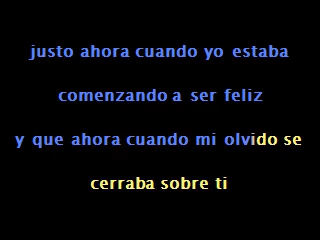 justo ahora cuando yo estaba
comenzando a ser feliz
y que ahora cuando mi olvido se
cerraba sobre ti